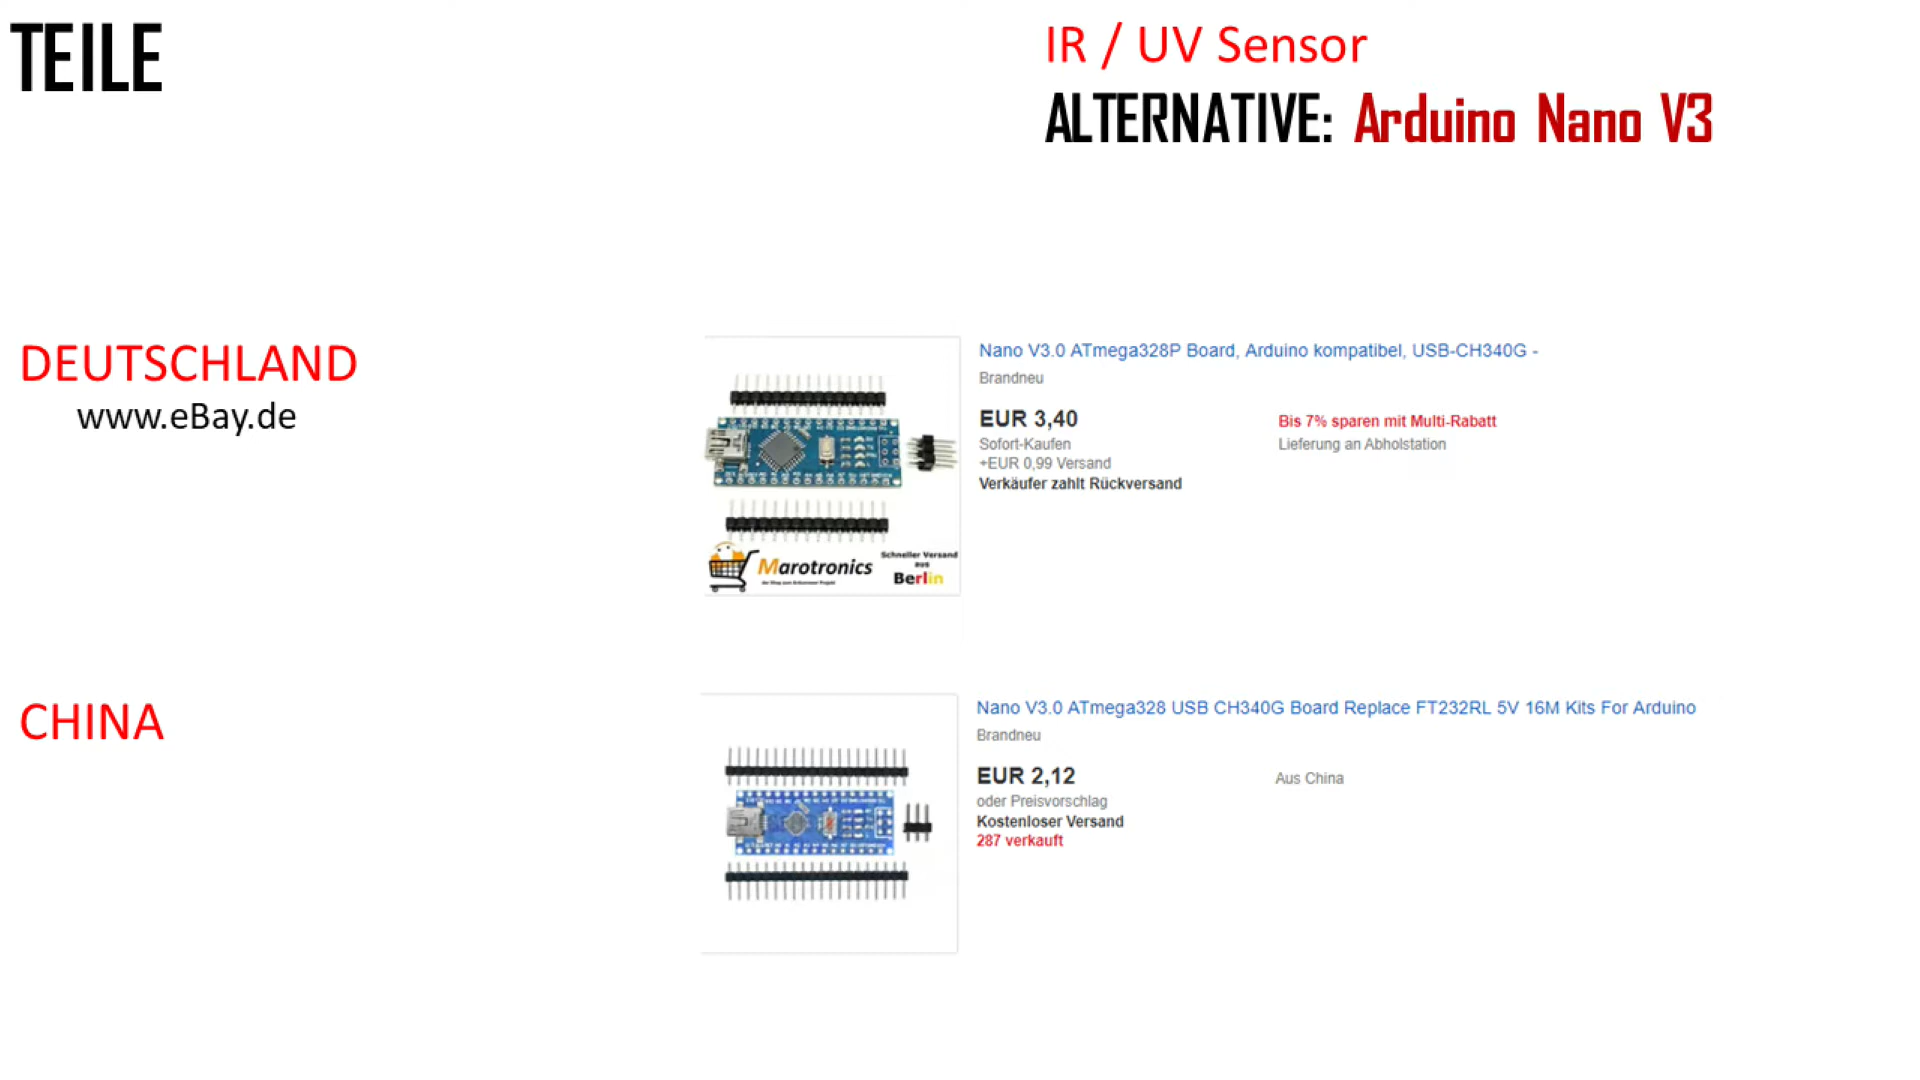 TEILE
IR / UV Sensor
ALTERNATIVE: Arduino Nano V3
DEUTSCHLAND
www.eBay.de
Nano V3.0 ATmega328P Board, Arduino kompatibel, USB-CH340G -
Brandneu
EUR 3,40
Bis 7% sparen mit Multi-Rabatt
Sofort-Kaufen
Lieferung an Abholstation
+EUR 0,99 Versand
Verkäufer zahlt Rückversand
Schneller Versand
aus
Berlin
Marotronics
CHINA
Nano V3.0 ATmega328 USB CH340G Board Replace FT232RL 5V 16M Kits For Arduino
Brandneu
EUR 2,12
Aus China
oder Preisvorschlag
Kostenloser Versand
287 verkauft